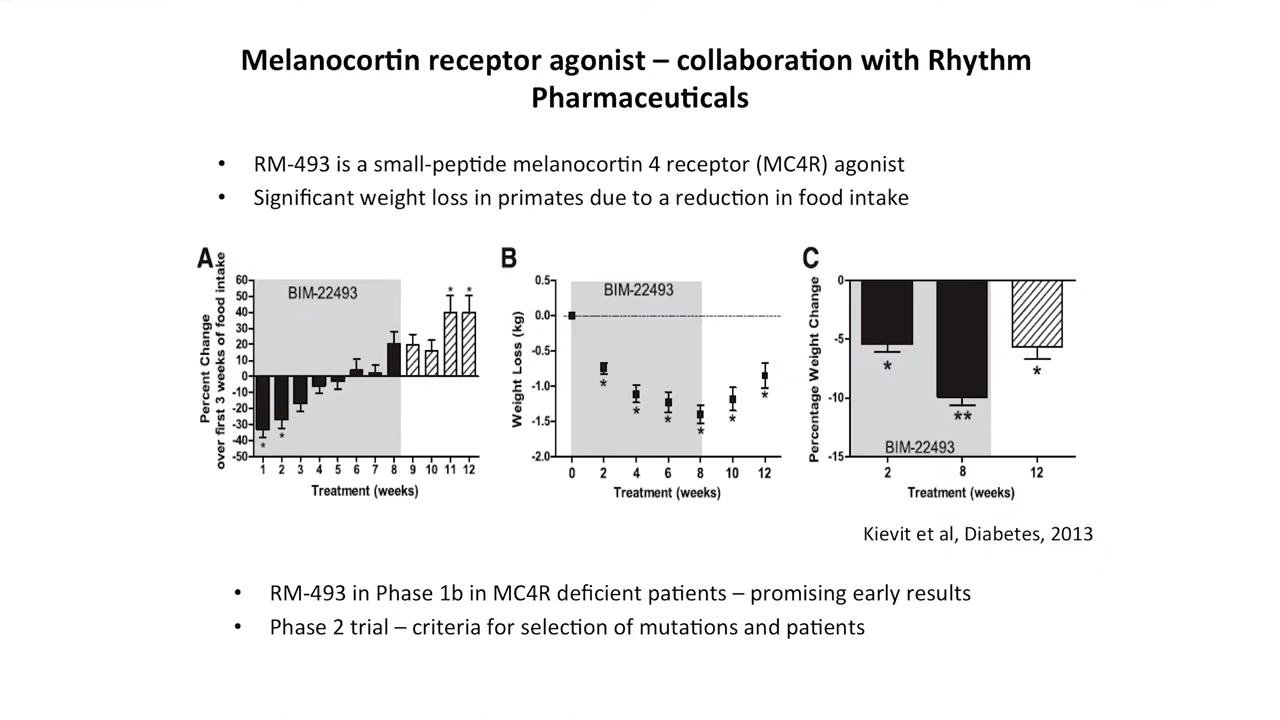 Melanocortin receptor agonist – collaboration with Rhythm
Pharmaceuticals
• RM-493 is a small-peptide melanocortin 4 receptor (MC4R) agonist
• Significant weight loss in primates due to a reduction in food intake
A
Percent Change
over first 3 weeks of food intake
60
50
40
30
20
10
0
-10
-20
-30
-40
-50
BIM-22493
* * * *
1 2 3 4 5 6 7 8 9 10 11 12
Treatment (weeks)
B
Weight Loss (kg)
0.5
0.0
-0.5
-1.0
-1.5
-2.0
BIM-22493
* * * * * *
0 2 4 6 8 10 12
Treatment (weeks)
C
Percentage Weight Change
0
-5
-10
-15
* ** *
BIM-22493
2 8 12
Treatment (weeks)
Kievit et al, Diabetes, 2013
• RM-493 in Phase 1b in MC4R deficient patients – promising early results
• Phase 2 trial – criteria for selection of mutations and patients